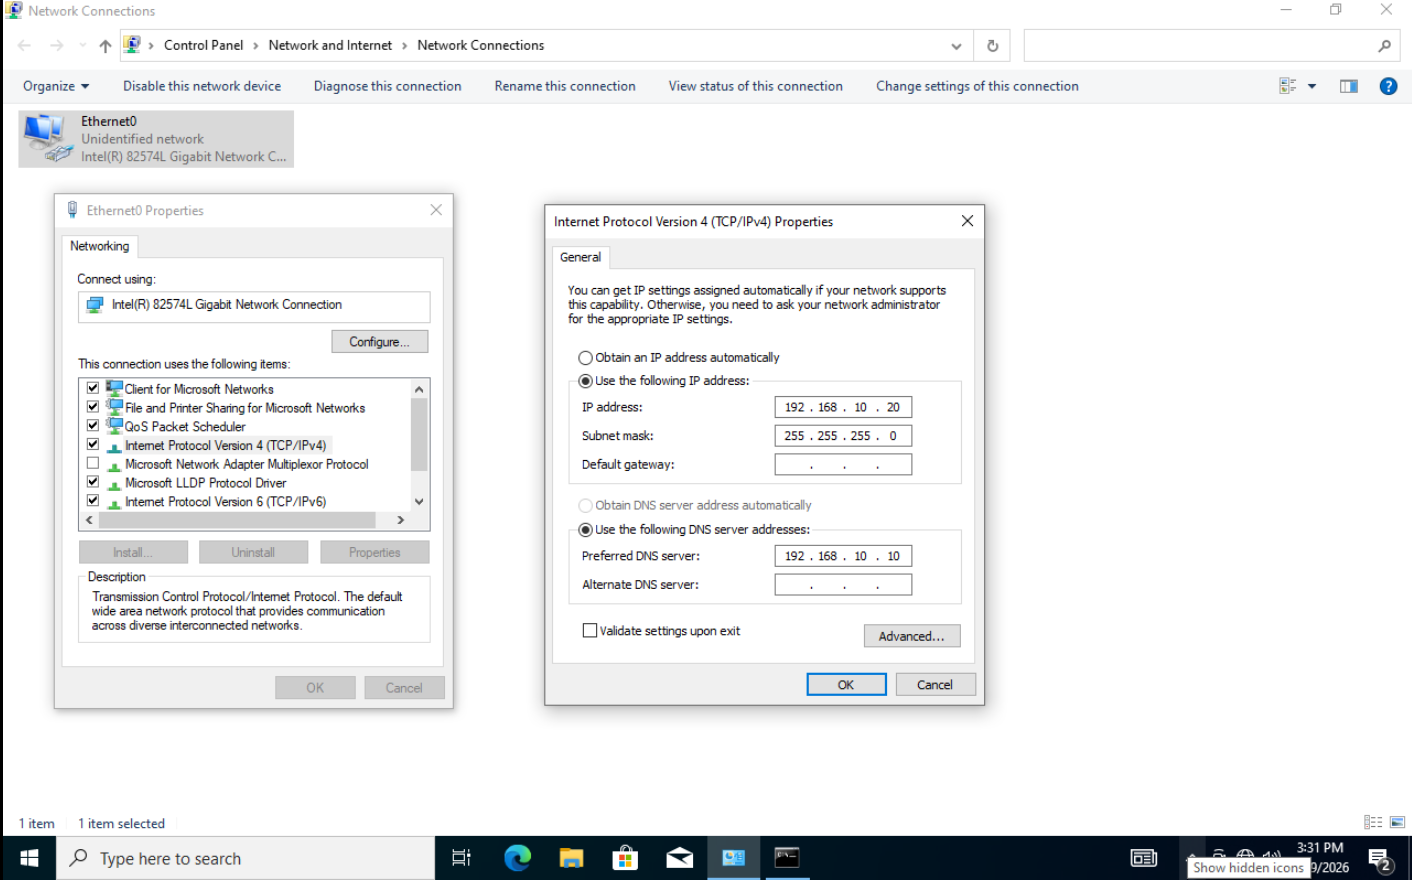 Network Connections
Control Panel > Network and Internet > Network Connections
Organize Disable this network device Diagnose this connection Rename this connection View status of this connection Change settings of this connection
Ethernet0
Unidentified network
Intel(R) 82574L Gigabit Network C...
Ethernet0 Properties
Networking
Connect using:
Intel(R) 82574L Gigabit Network Connection
Configure...
This connection uses the following items:
Client for Microsoft Networks
File and Printer Sharing for Microsoft Networks
QoS Packet Scheduler
Internet Protocol Version 4 (TCP/IPv4)
Microsoft Network Adapter Multiplexor Protocol
Microsoft LLDP Protocol Driver
Internet Protocol Version 6 (TCP/IPv6)
Install... Uninstall Properties
Description
Transmission Control Protocol/Internet Protocol. The default
wide area network protocol that provides communication
across diverse interconnected networks.
OK Cancel
Internet Protocol Version 4 (TCP/IPv4) Properties
General
You can get IP settings assigned automatically if your network supports
this capability. Otherwise, you need to ask your network administrator
for the appropriate IP settings.
Obtain an IP address automatically
Use the following IP address:
IP address: 192 . 168 . 10 . 20
Subnet mask: 255 . 255 . 255 . 0
Default gateway: . . .
Obtain DNS server address automatically
Use the following DNS server addresses:
Preferred DNS server: 192 . 168 . 10 . 10
Alternate DNS server: . . .
Validate settings upon exit
Advanced...
OK Cancel
1 item 1 item selected
Type here to search
3:31 PM
Show hidden icons
9/2026
2